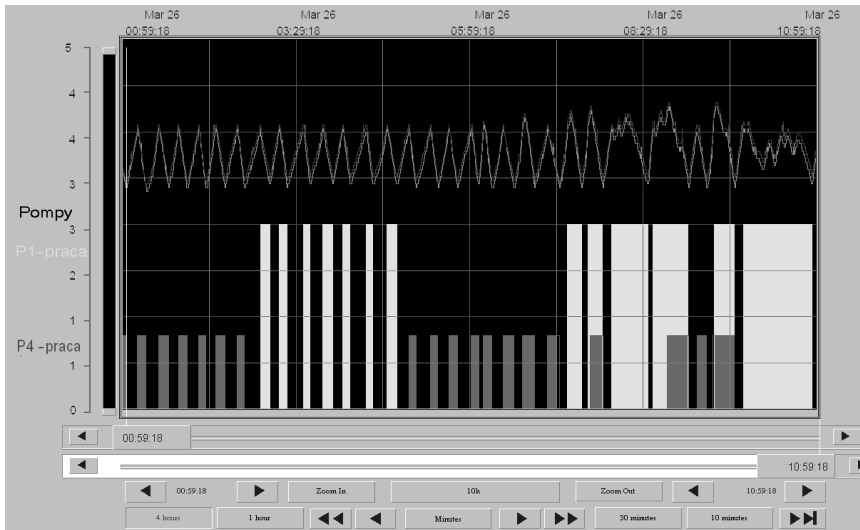 Mar 26 Mar 26 Mar 26 Mar 26 Mar 26
00:59:18 03:29:18 05:59:18 08:29:18 10:59:18
5
4
4
3
Pompy
3
P1-praca
2
1
P4 -praca
1
0
00:59:18
10:59:18
00:59:18 Zoom In 10h Zoom Out 10:59:18
4 hours 1 hour Minutes 30 minutes 10 minutes